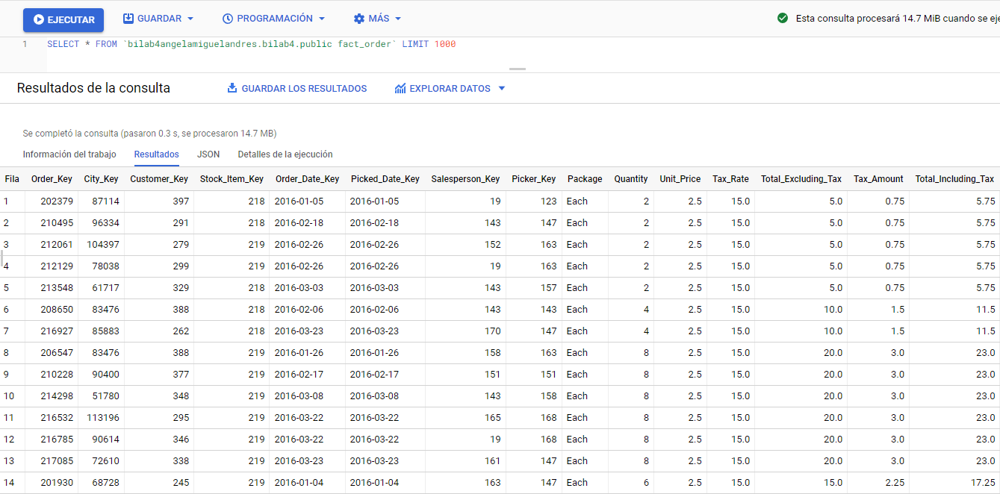 EJECUTAR GUARDAR PROGRAMACIÓN MÁS Esta consulta procesará 14.7 MiB cuando se eje
1 SELECT * FROM `bilab4angelamiguelandres.bilab4.public fact_order` LIMIT 1000
Resultados de la consulta GUARDAR LOS RESULTADOS EXPLORAR DATOS
Se completó la consulta (pasaron 0.3 s, se procesaron 14.7 MB)
Información del trabajo Resultados JSON Detalles de la ejecución
Fila Order_Key City_Key Customer_Key Stock_Item_Key Order_Date_Key Picked_Date_Key Salesperson_Key Picker_Key Package Quantity Unit_Price Tax_Rate Total_Excluding_Tax Tax_Amount Total_Including_Tax
1 202379 87114 397 218 2016-01-05 2016-01-05 19 123 Each 2 2.5 15.0 5.0 0.75 5.75
2 210495 96334 291 218 2016-02-18 2016-02-18 143 147 Each 2 2.5 15.0 5.0 0.75 5.75
3 212061 104397 279 219 2016-02-26 2016-02-26 152 163 Each 2 2.5 15.0 5.0 0.75 5.75
4 212129 78038 299 219 2016-02-26 2016-02-26 19 163 Each 2 2.5 15.0 5.0 0.75 5.75
5 213548 61717 329 218 2016-03-03 2016-03-03 143 157 Each 2 2.5 15.0 5.0 0.75 5.75
6 208650 83476 388 218 2016-02-06 2016-02-06 143 143 Each 4 2.5 15.0 10.0 1.5 11.5
7 216927 85883 262 218 2016-03-23 2016-03-23 170 147 Each 4 2.5 15.0 10.0 1.5 11.5
8 206547 83476 388 219 2016-01-26 2016-01-26 158 163 Each 8 2.5 15.0 20.0 3.0 23.0
9 210228 90400 377 219 2016-02-17 2016-02-17 151 151 Each 8 2.5 15.0 20.0 3.0 23.0
10 214298 51780 348 219 2016-03-08 2016-03-08 143 158 Each 8 2.5 15.0 20.0 3.0 23.0
11 216532 113196 295 219 2016-03-22 2016-03-22 165 168 Each 8 2.5 15.0 20.0 3.0 23.0
12 216785 90614 346 219 2016-03-22 2016-03-22 19 168 Each 8 2.5 15.0 20.0 3.0 23.0
13 217085 72610 338 219 2016-03-23 2016-03-23 161 147 Each 8 2.5 15.0 20.0 3.0 23.0
14 201930 68728 245 219 2016-01-04 2016-01-04 163 147 Each 6 2.5 15.0 15.0 2.25 17.25